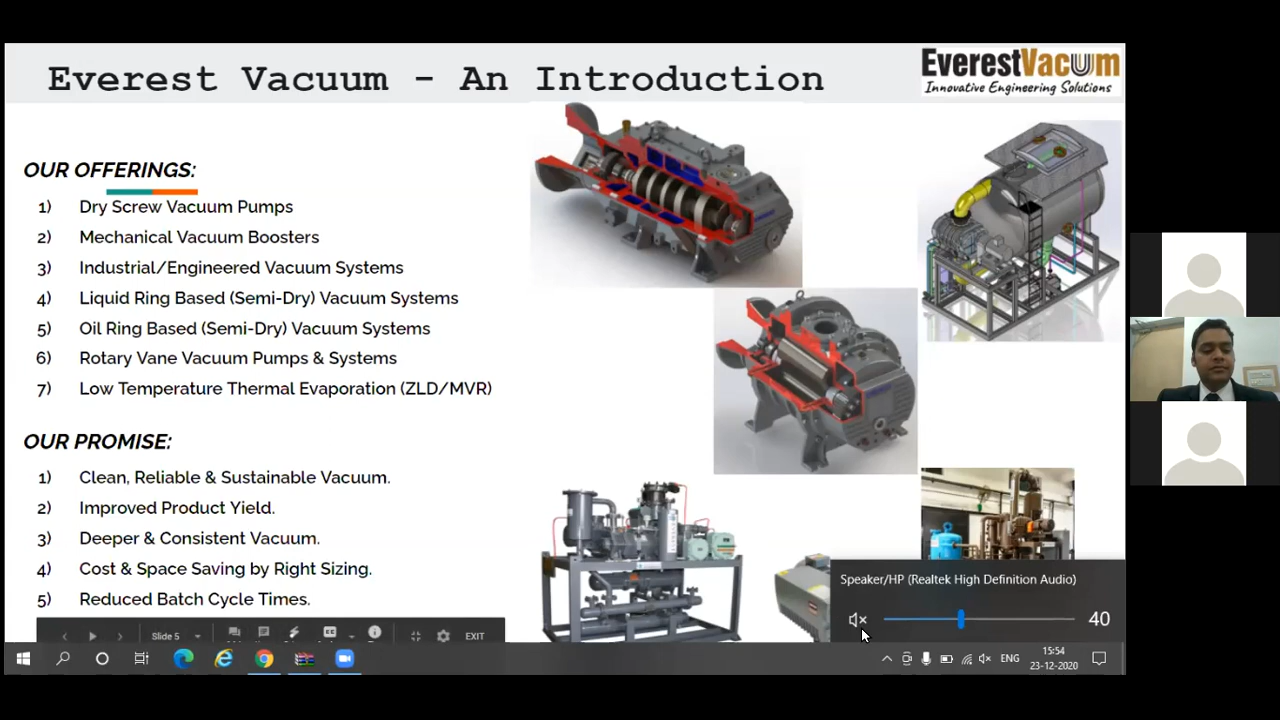 Everest Vacuum - An Introduction
EverestVacuum
Innovative Engineering Solutions
OUR OFFERINGS:
1) Dry Screw Vacuum Pumps
2) Mechanical Vacuum Boosters
3) Industrial/Engineered Vacuum Systems
4) Liquid Ring Based (Semi-Dry) Vacuum Systems
5) Oil Ring Based (Semi-Dry) Vacuum Systems
6) Rotary Vane Vacuum Pumps & Systems
7) Low Temperature Thermal Evaporation (ZLD/MVR)
OUR PROMISE:
1) Clean, Reliable & Sustainable Vacuum.
2) Improved Product Yield.
3) Deeper & Consistent Vacuum.
4) Cost & Space Saving by Right Sizing.
5) Reduced Batch Cycle Times.
Speaker/HP (Realtek High Definition Audio)
40
Slide 5
EXIT
ENG
15:54
23-12-2020